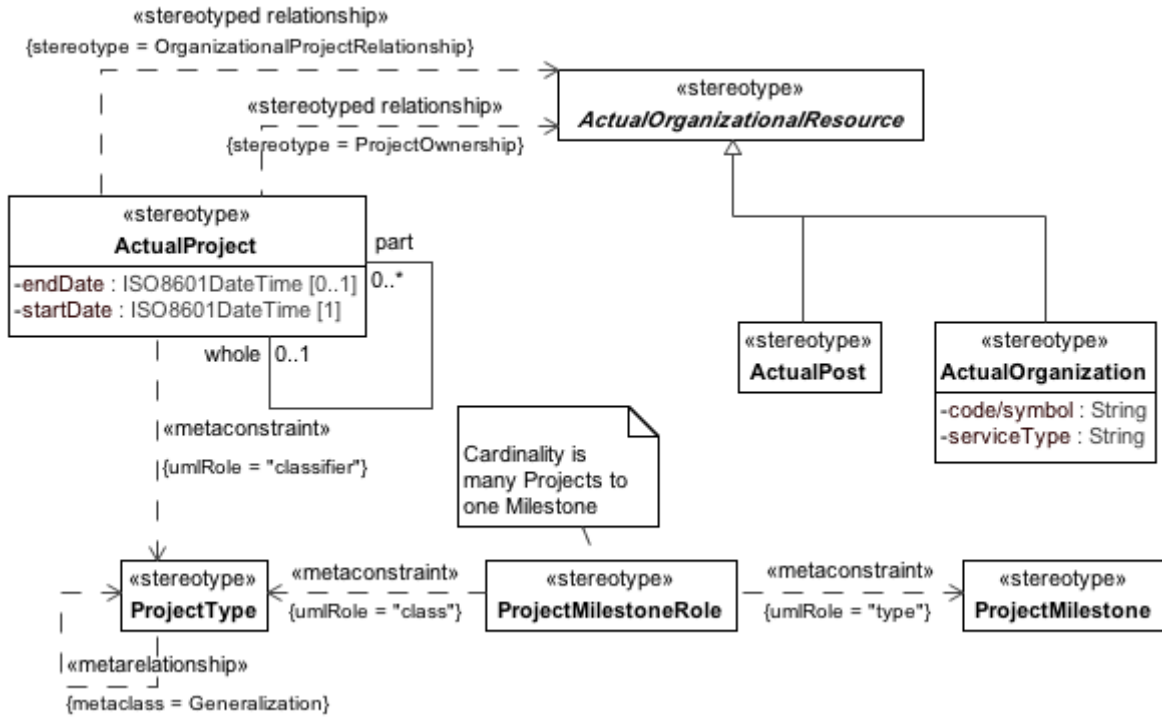 «stereotyped relationship»
{stereotype = OrganizationalProjectRelationship}
«stereotype»
ActualOrganizationalResource
«stereotyped relationship»
{stereotype = ProjectOwnership}
«stereotype»
ActualProject
-endDate : ISO8601DateTime [0..1]
-startDate : ISO8601DateTime [1]
part
0..*
whole
0..1
«stereotype»
ActualPost
«stereotype»
ActualOrganization
-code/symbol : String
-serviceType : String
«metaconstraint»
{umlRole = "classifier"}
Cardinality is
many Projects to
one Milestone
«stereotype»
ProjectType
«metaconstraint»
{umlRole = "class"}
«stereotype»
ProjectMilestoneRole
«metaconstraint»
{umlRole = "type"}
«stereotype»
ProjectMilestone
«metarelationship»
{metaclass = Generalization}